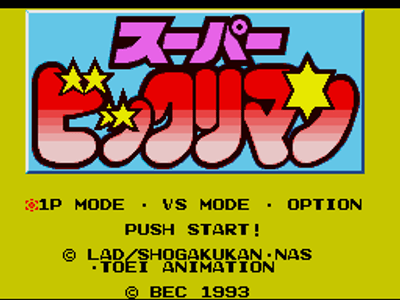 スーパー
ビックリマン
1P MODE · VS MODE · OPTION
PUSH START!
© LAD/SHOGAKUKAN·NAS
·TOEI ANIMATION
© BEC 1993